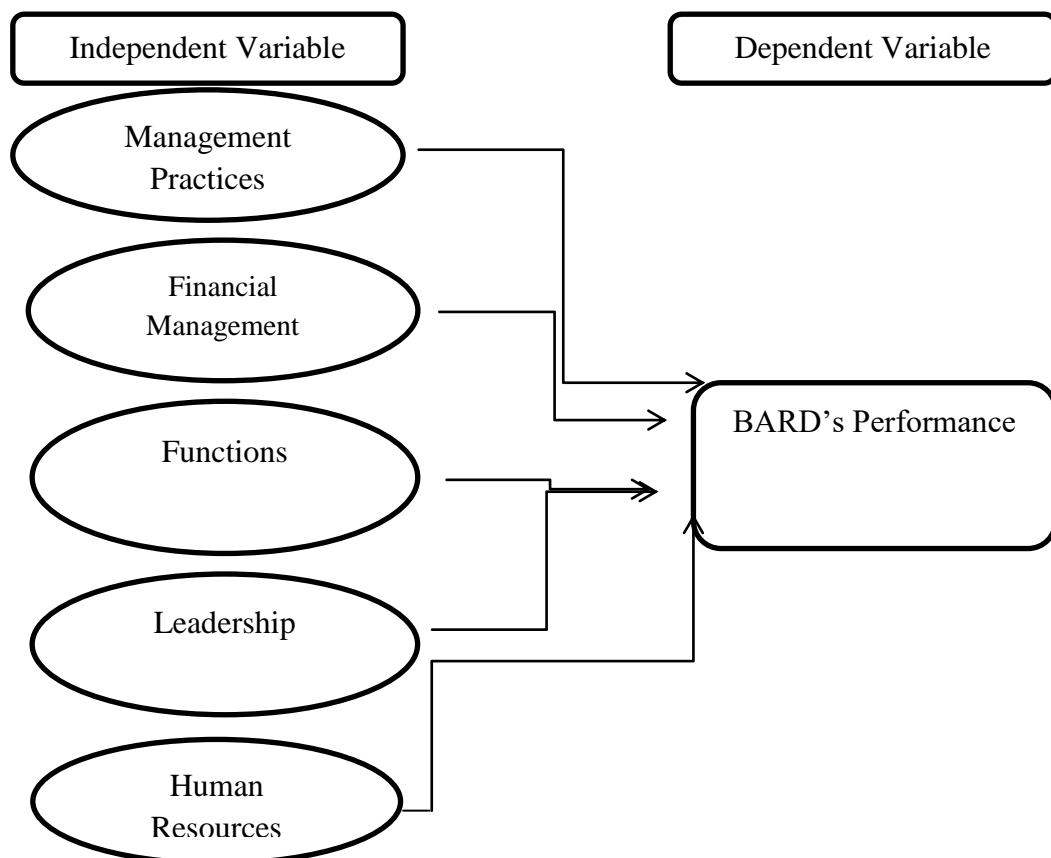 Independent Variable
Dependent Variable
Management
Practices
Financial
Management
Functions
BARD’s Performance
Leadership
Human
Resources